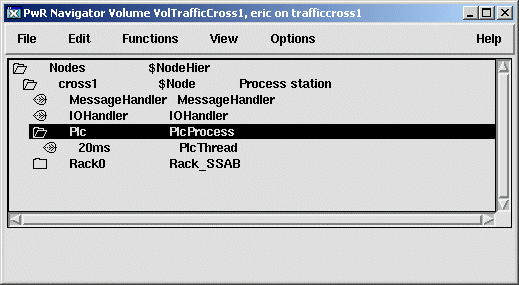 PwR Navigator Volume VolTrafficCross1, eric on trafficcross1
File Edit Functions View Options Help
Nodes $NodeHier
cross1 $Node Process station
MessageHandler MessageHandler
IOHandler IOHandler
Plc PlcProcess
20ms PlcThread
Rack0 Rack_SSAB